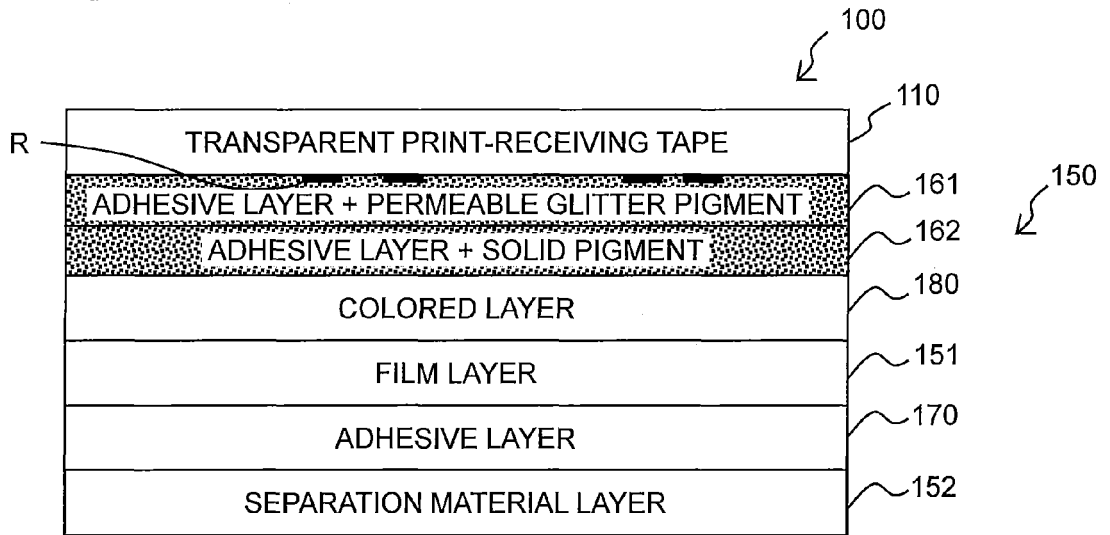 100
TRANSPARENT PRINT-RECEIVING TAPE
110
R
ADHESIVE LAYER + PERMEABLE GLITTER PIGMENT
161
150
ADHESIVE LAYER + SOLID PIGMENT
162
COLORED LAYER
180
FILM LAYER
151
ADHESIVE LAYER
170
SEPARATION MATERIAL LAYER
152